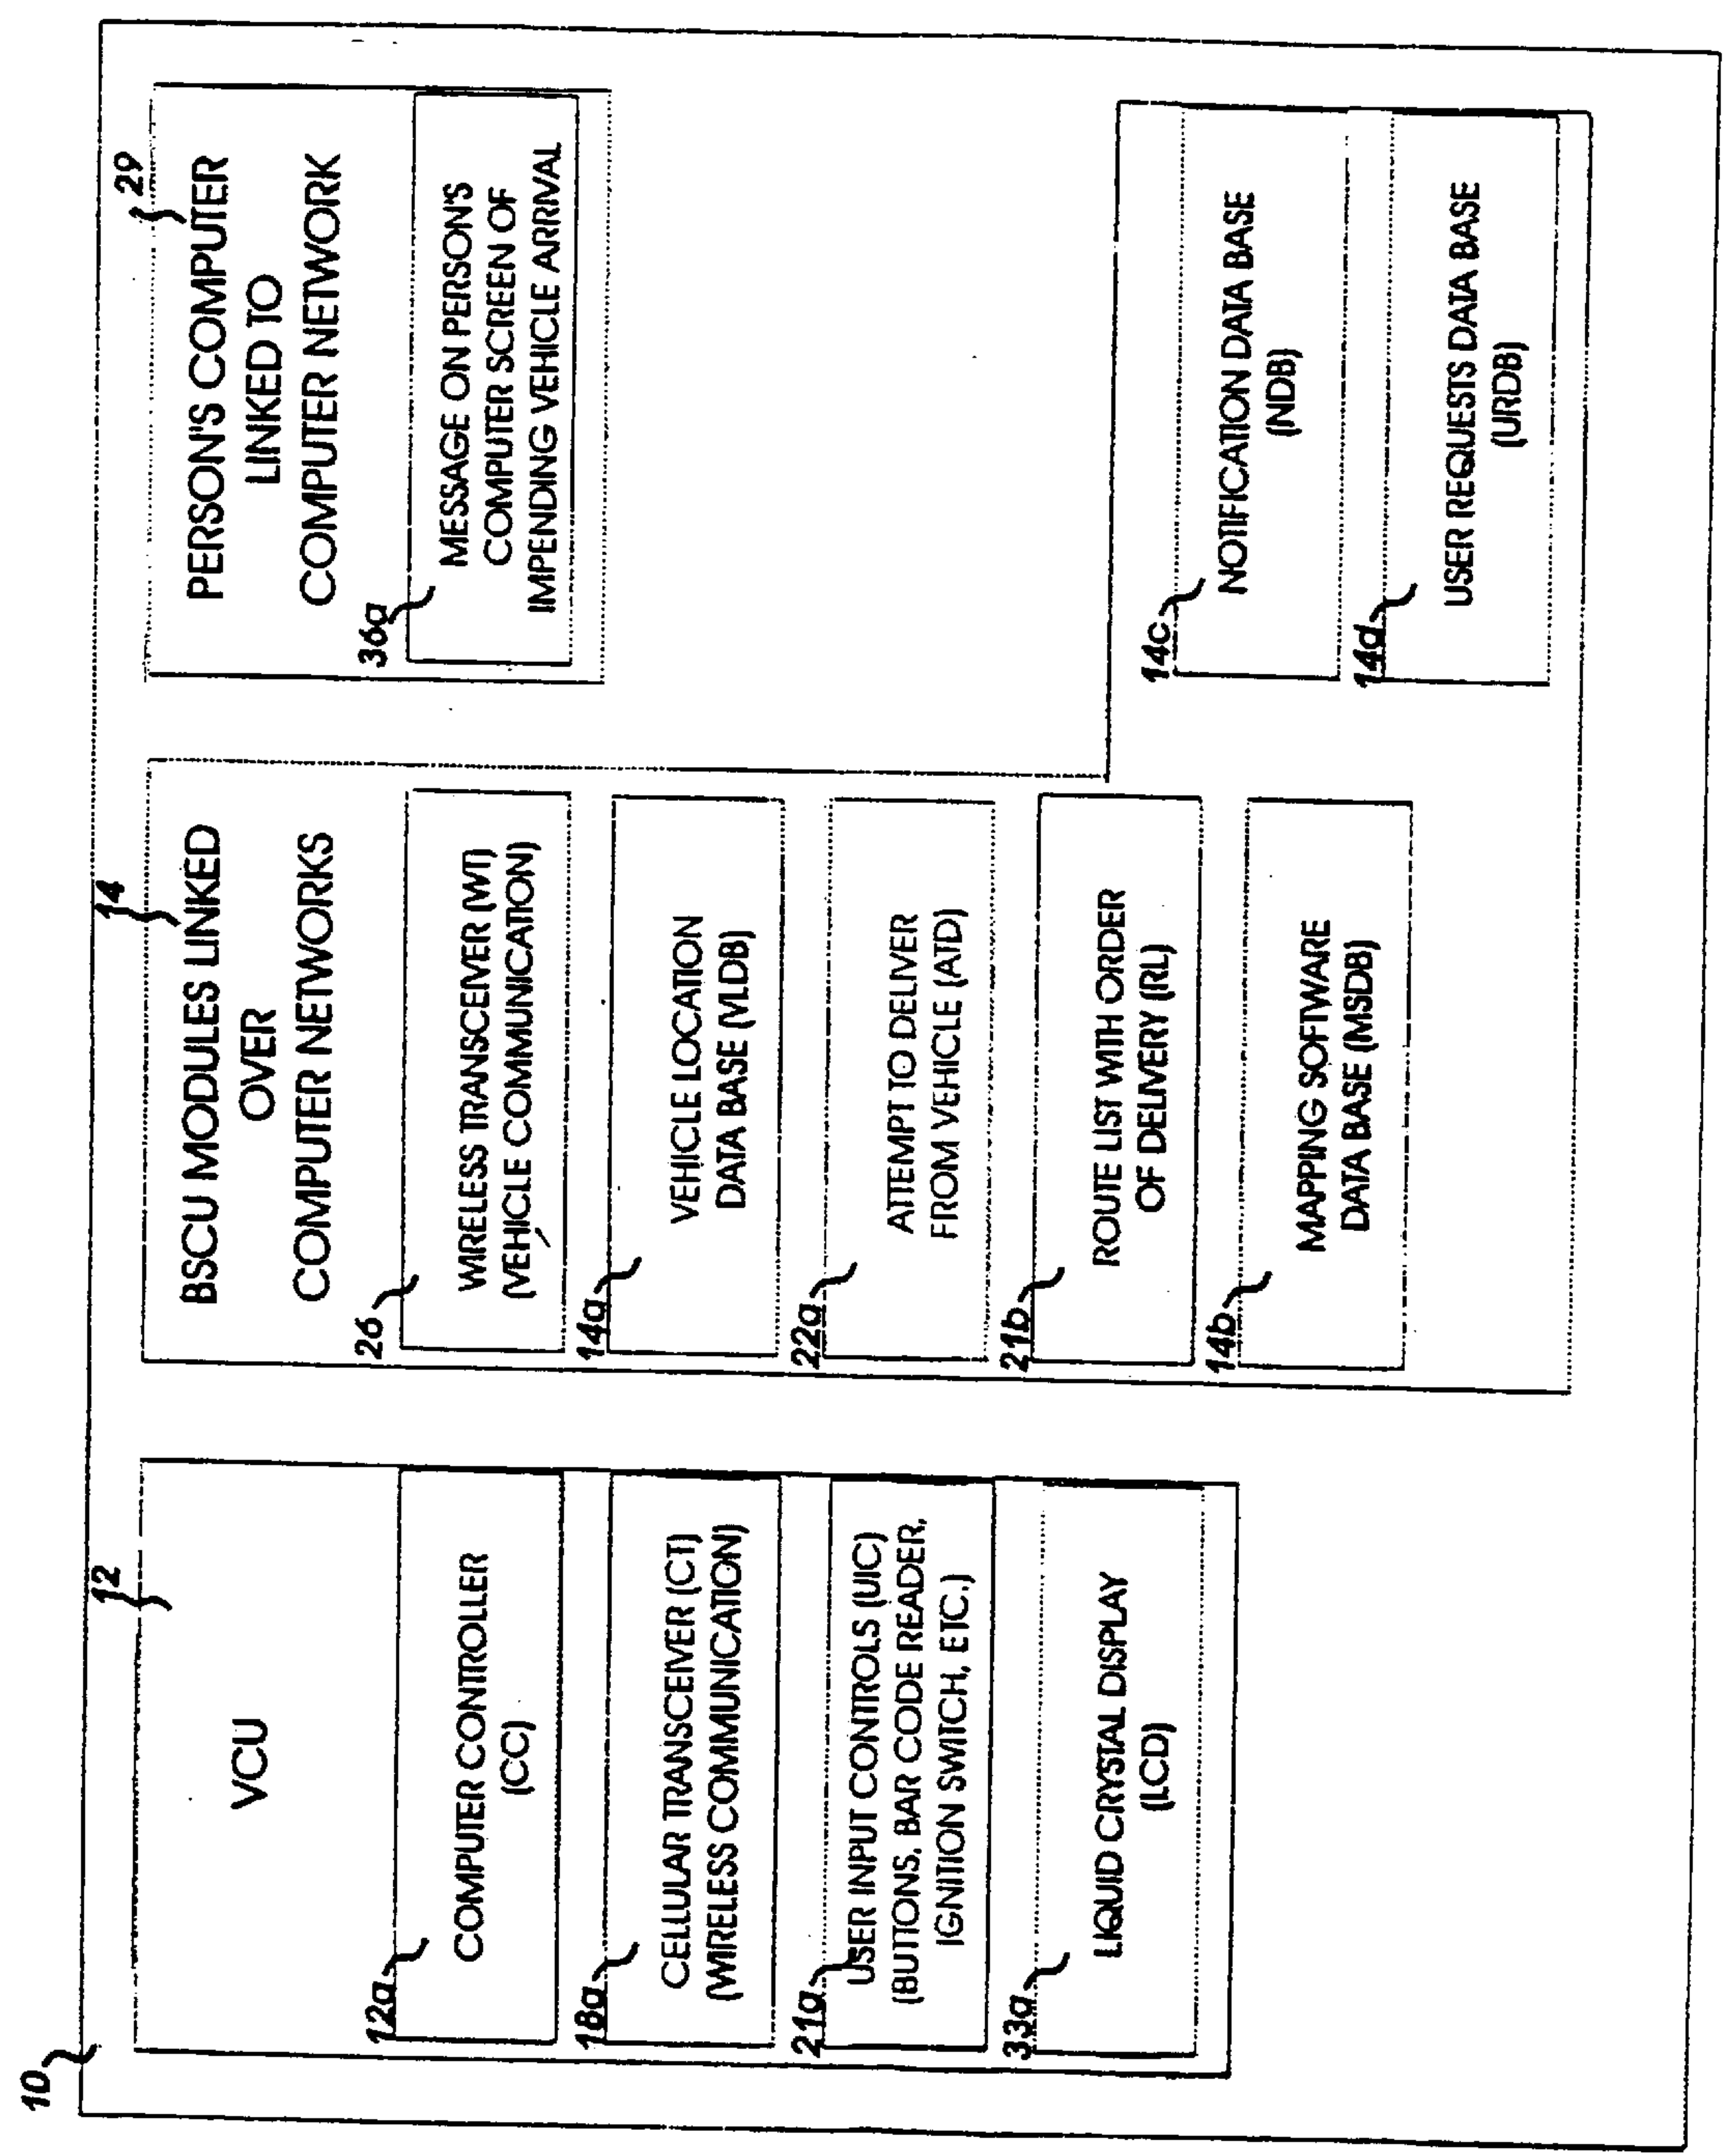 10
12
VCU
12a
COMPUTER CONTROLLER
(CC)
18a
CELLULAR TRANSCEIVER (CT)
(WIRELESS COMMUNICATION)
21a
USER INPUT CONTROLS (UIC)
(BUTTONS, BAR CODE READER,
IGNITION SWITCH, ETC.)
33a
LIQUID CRYSTAL DISPLAY
(LCD)
14
BSCU MODULES LINKED
OVER
COMPUTER NETWORKS
26
WIRELESS TRANSCEIVER (WT)
(VEHICLE COMMUNICATION)
14a
VEHICLE LOCATION
DATA BASE (VLDB)
22a
ATTEMPT TO DELIVER
FROM VEHICLE (ATD)
21b
ROUTE LIST WITH ORDER
OF DELIVERY (RL)
14b
MAPPING SOFTWARE
DATA BASE (MSDB)
29
PERSON'S COMPUTER
LINKED TO
COMPUTER NETWORK
36a
MESSAGE ON PERSON'S
COMPUTER SCREEN OF
IMPENDING VEHICLE ARRIVAL
14c
NOTIFICATION DATA BASE
(NDB)
14d
USER REQUESTS DATA BASE
(URDB)